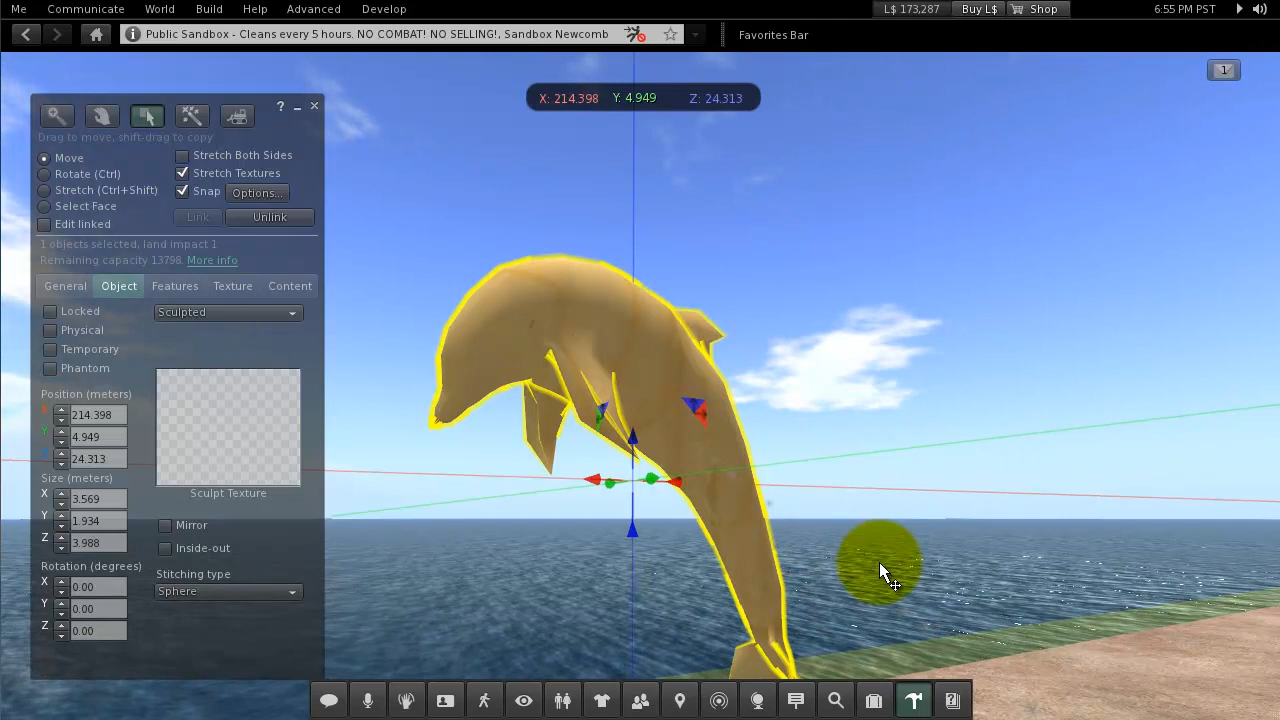 Me Communicate World Build Help Advanced Develop L$ 173,287 Buy L$ Shop 6:55 PM PST
Public Sandbox - Cleans every 5 hours. NO COMBAT! NO SELLING!, Sandbox Newcomb Favorites Bar
1
X: 214.398 Y: 4.949 Z: 24.313
? _ ×
Drag to move, shift-drag to copy
Move
Rotate (Ctrl)
Stretch (Ctrl+Shift)
Select Face
Edit linked
Stretch Both Sides
Stretch Textures
Snap Options...
Link Unlink
1 objects selected, land impact 1
Remaining capacity 13798. More info
General Object Features Texture Content
Locked
Physical
Temporary
Phantom
Sculpted
Position (meters)
X 214.398
Y 4.949
Z 24.313
Size (meters)
X 3.569
Y 1.934
Z 3.988
Rotation (degrees)
X 0.00
Y 0.00
Z 0.00
Sculpt Texture
Mirror
Inside-out
Stitching type
Sphere